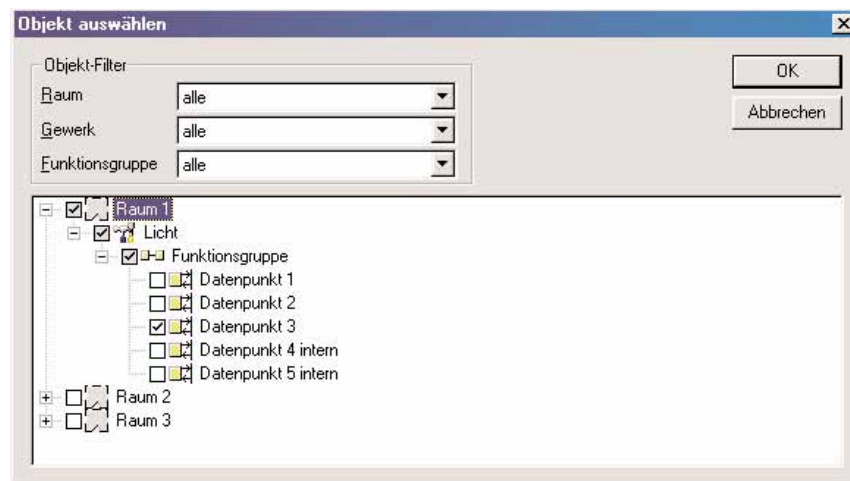 Objekt auswählen
Objekt-Filter
Raum alle
Gewerk alle
Funktionsgruppe alle
OK
Abbrechen
Raum 1
Licht
Funktionsgruppe
Datenpunkt 1
Datenpunkt 2
Datenpunkt 3
Datenpunkt 4 intern
Datenpunkt 5 intern
Raum 2
Raum 3